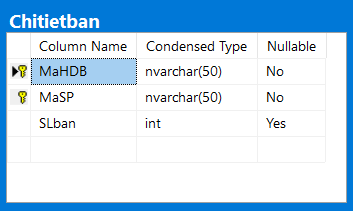 Chitietban
Column Name Condensed Type Nullable
MaHDB nvarchar(50) No
MaSP nvarchar(50) No
SLban int Yes